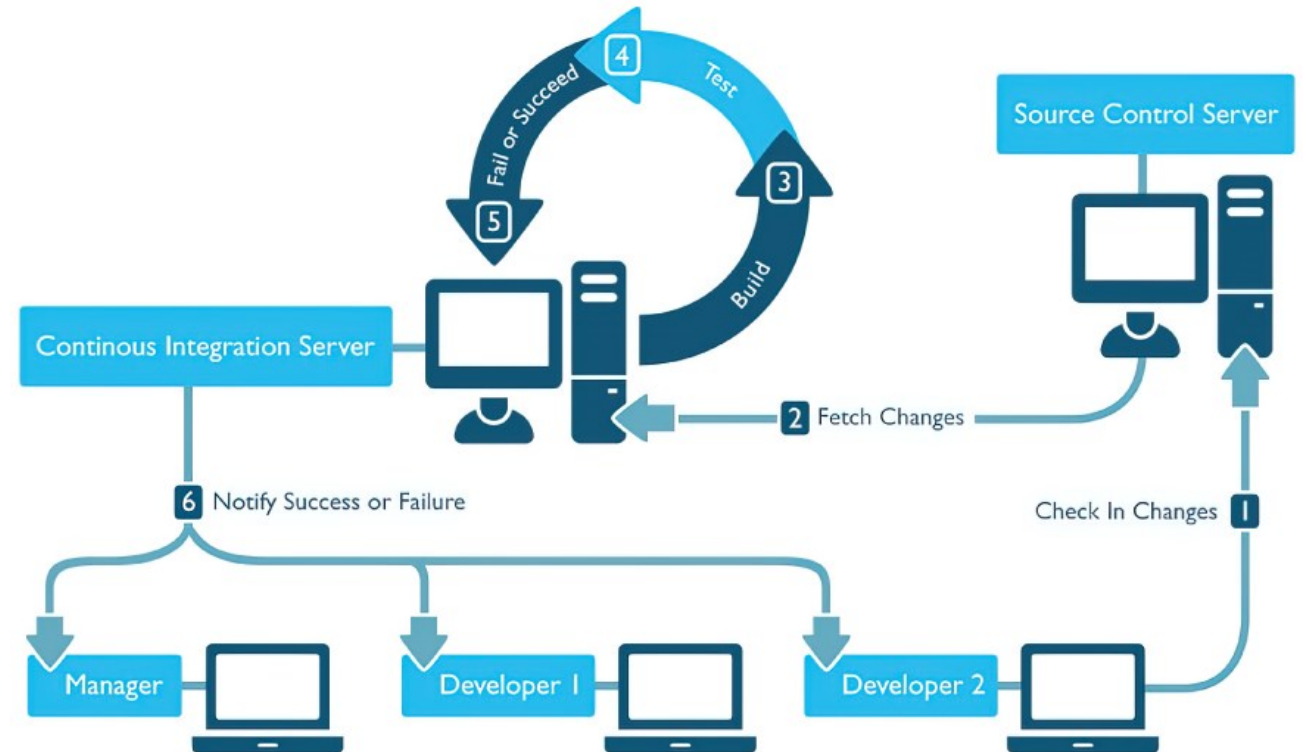 4
Test
Fail or Succeed
5
3
Build
Source Control Server
Continous Integration Server
2 Fetch Changes
6 Notify Success or Failure
Check In Changes 1
Manager
Developer 1
Developer 2